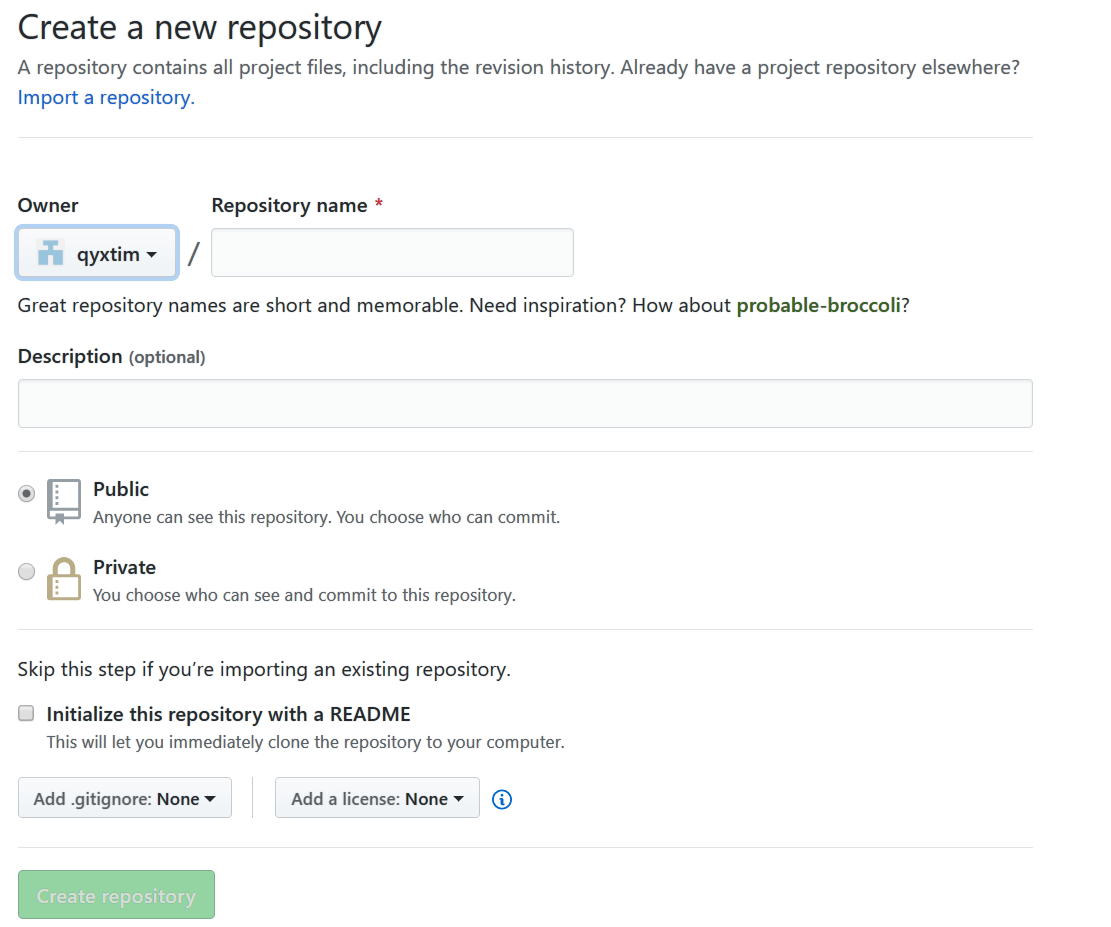 Create a new repository
A repository contains all project files, including the revision history. Already have a project repository elsewhere?
Import a repository.
Owner
Repository name *
qyxtim
/
Great repository names are short and memorable. Need inspiration? How about probable-broccoli?
Description (optional)
Public
Anyone can see this repository. You choose who can commit.
Private
You choose who can see and commit to this repository.
Skip this step if you’re importing an existing repository.
Initialize this repository with a README
This will let you immediately clone the repository to your computer.
Add .gitignore: None
Add a license: None
Create repository